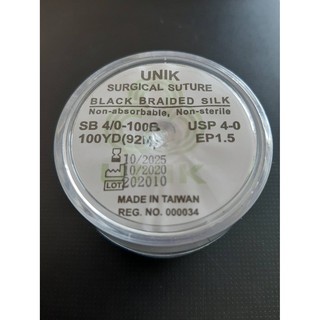 UNIK
SURGICAL SUTURE
BLACK BRAIDED SILK
Non-absorbable, Non-sterile
SB 4/0-100B USP 4-0
100YD(92M) EP1.5
10/2025
10/2020
LOT 202010
MADE IN TAIWAN
REG. NO. 000034